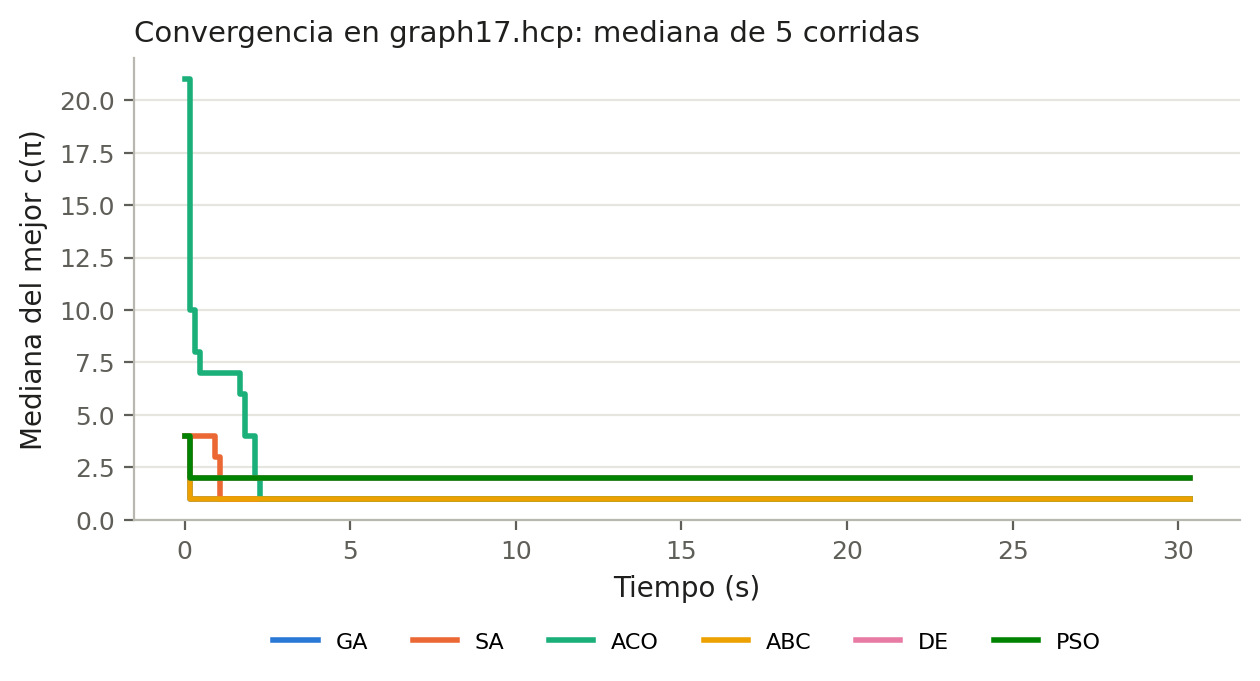 Convergencia en graph17.hcp: mediana de 5 corridas
Mediana del mejor c(π)
20.0
17.5
15.0
12.5
10.0
7.5
5.0
2.5
0.0
0 5 10 15 20 25 30
Tiempo (s)
GA SA ACO ABC DE PSO